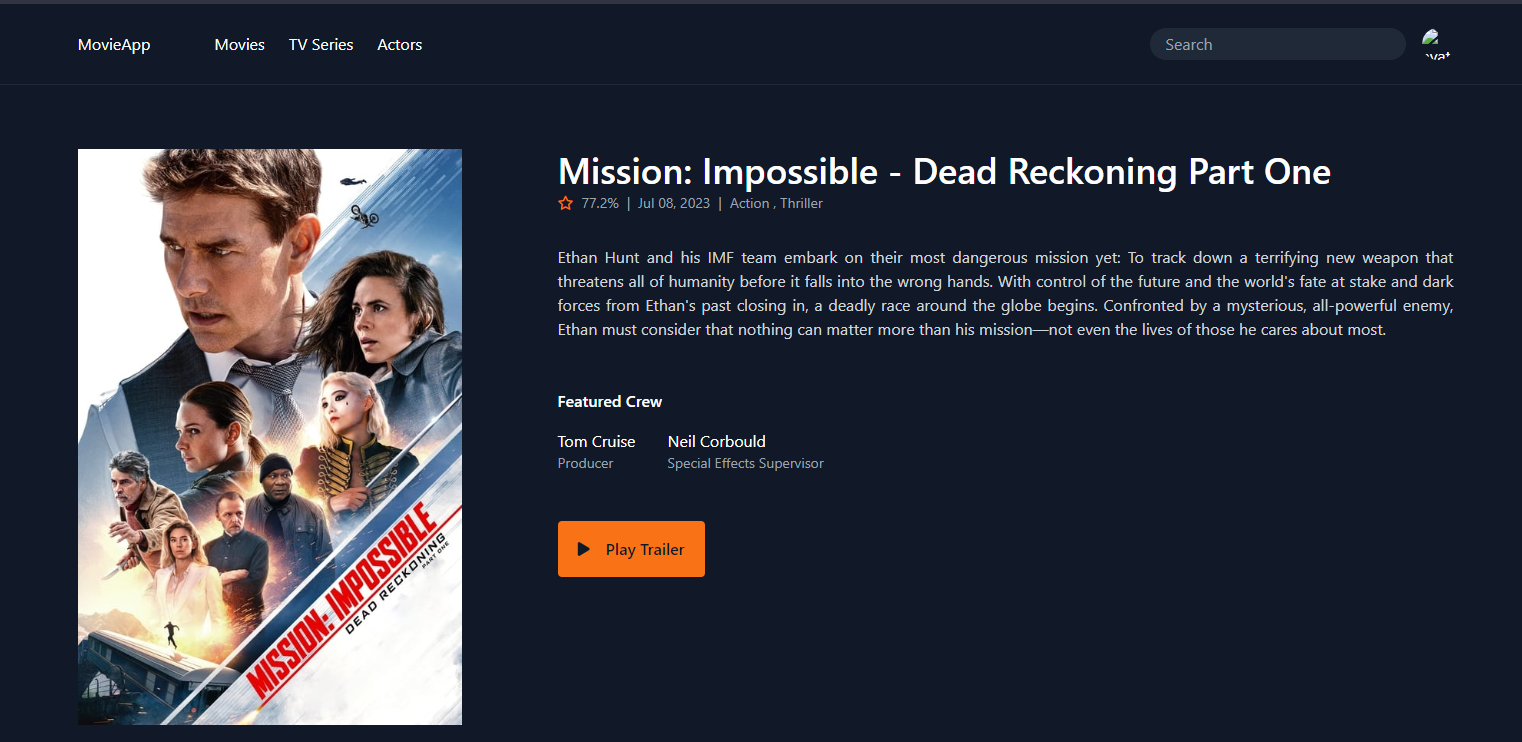 MovieApp Movies TV Series Actors Search
Mission: Impossible - Dead Reckoning Part One
77.2% | Jul 08, 2023 | Action , Thriller
Ethan Hunt and his IMF team embark on their most dangerous mission yet: To track down a terrifying new weapon that
threatens all of humanity before it falls into the wrong hands. With control of the future and the world's fate at stake and dark
forces from Ethan's past closing in, a deadly race around the globe begins. Confronted by a mysterious, all-powerful enemy,
Ethan must consider that nothing can matter more than his mission—not even the lives of those he cares about most.
Featured Crew
Tom Cruise Neil Corbould
Producer Special Effects Supervisor
Play Trailer
MISSION: IMPOSSIBLE
DEAD RECKONING
PART ONE